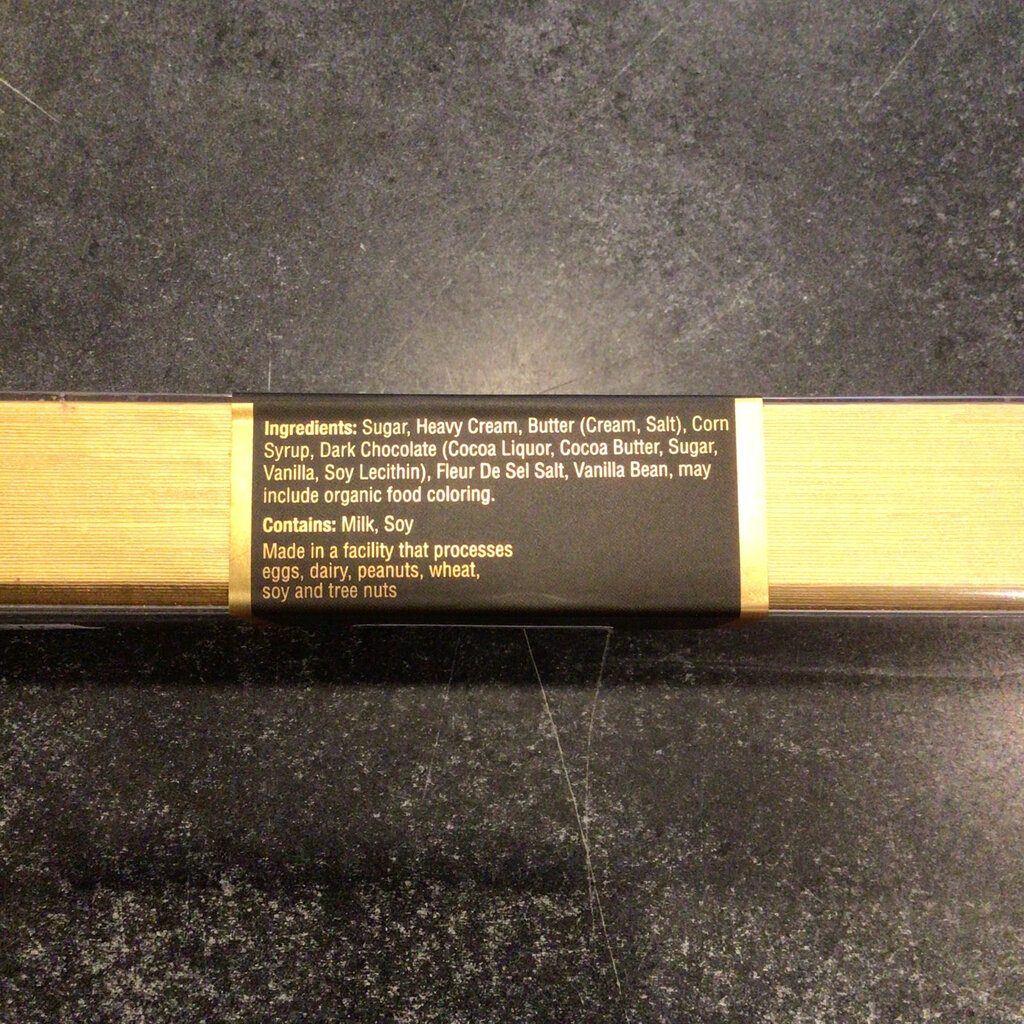 Ingredients: Sugar, Heavy Cream, Butter (Cream, Salt), Corn
Syrup, Dark Chocolate (Cocoa Liquor, Cocoa Butter, Sugar,
Vanilla, Soy Lecithin), Fleur De Sel Salt, Vanilla Bean, may
include organic food coloring.
Contains: Milk, Soy
Made in a facility that processes
eggs, dairy, peanuts, wheat,
soy and tree nuts